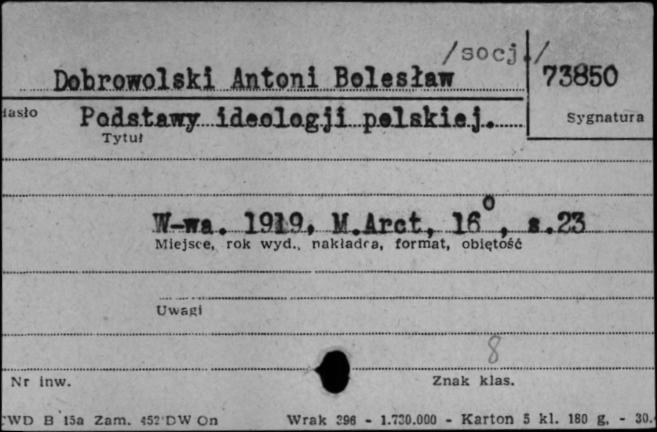 /socj./
Dobrowolski Antoni Bolesław
73850
iasło
Podstawy ideologji polskiej.
Sygnatura
Tytuł
W-wa. 1919, M.Arct, 16°, s.23
Miejsce, rok wyd., nakładca, format, objętość
Uwagi
8
Nr inw.
Znak klas.
WD B 15a Zam. 452 DW On Wrak 396 - 1.730.000 - Karton 5 kl. 180 g. - 30.